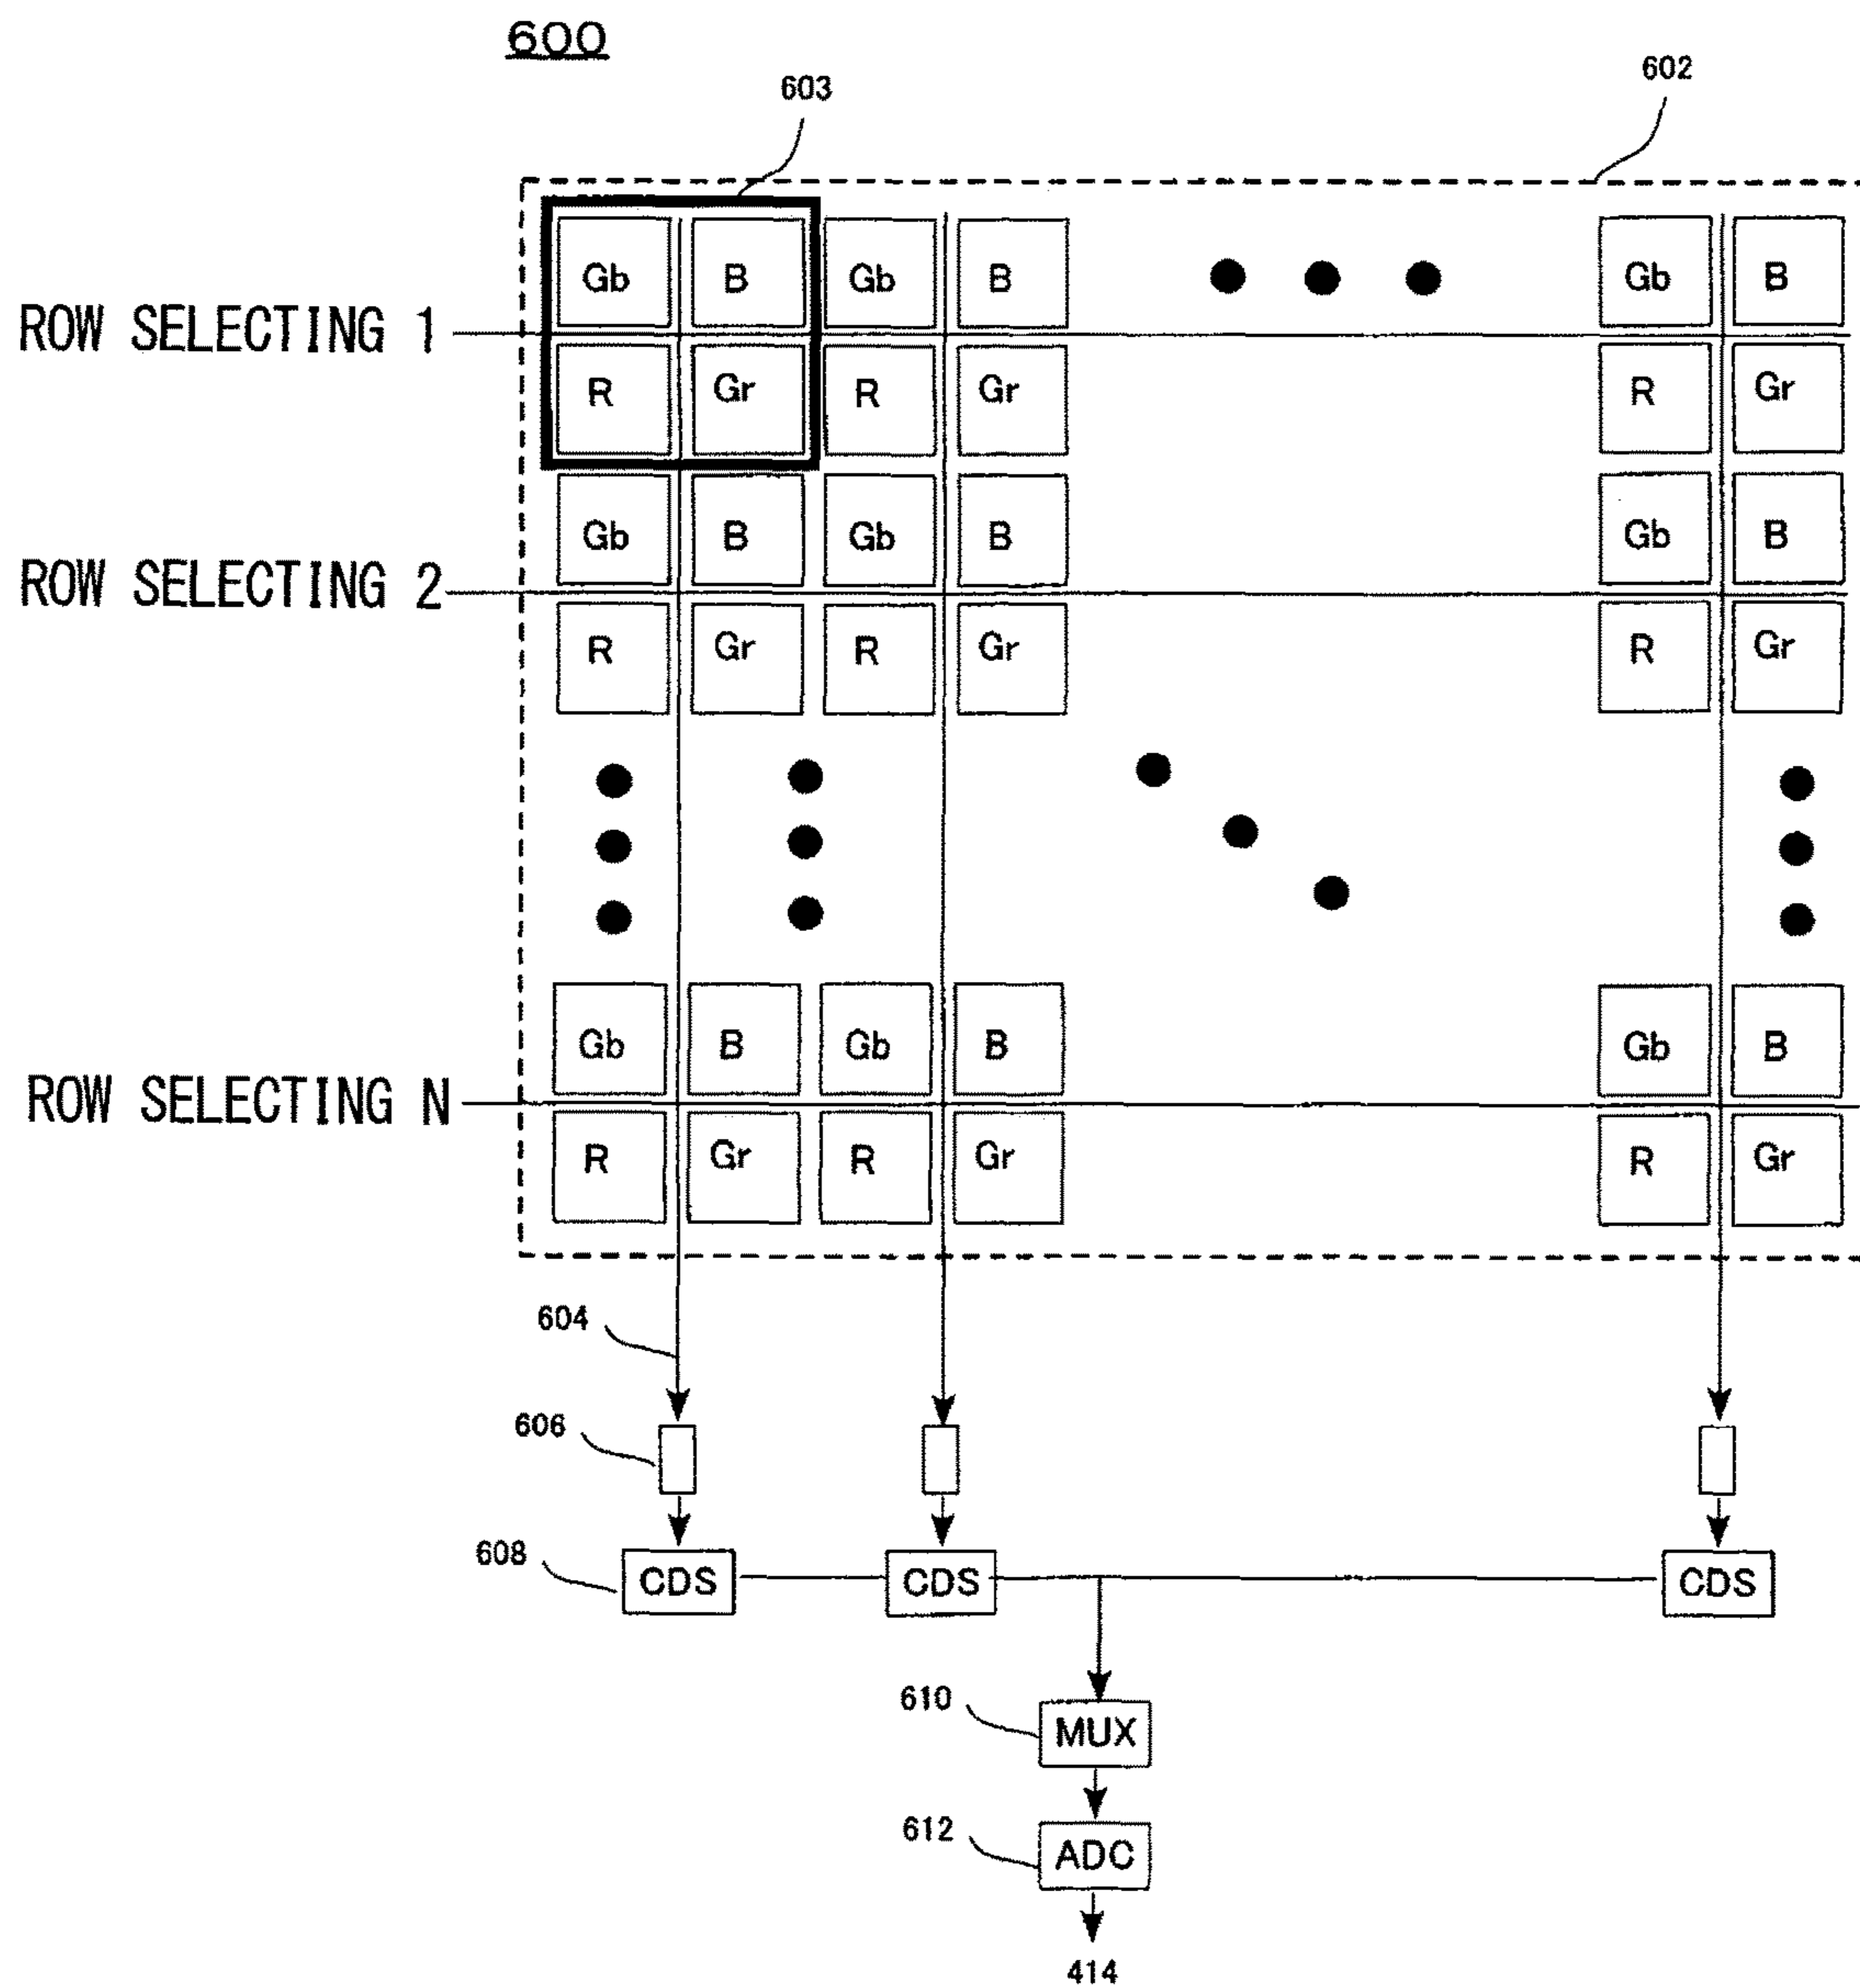 600
603
602
Gb B Gb B Gb B
ROW SELECTING 1
R Gr R Gr R Gr
Gb B Gb B Gb B
ROW SELECTING 2
R Gr R Gr R Gr
Gb B Gb B Gb B
ROW SELECTING N
R Gr R Gr R Gr
604
606
608 CDS CDS CDS
610
MUX
612
ADC
414